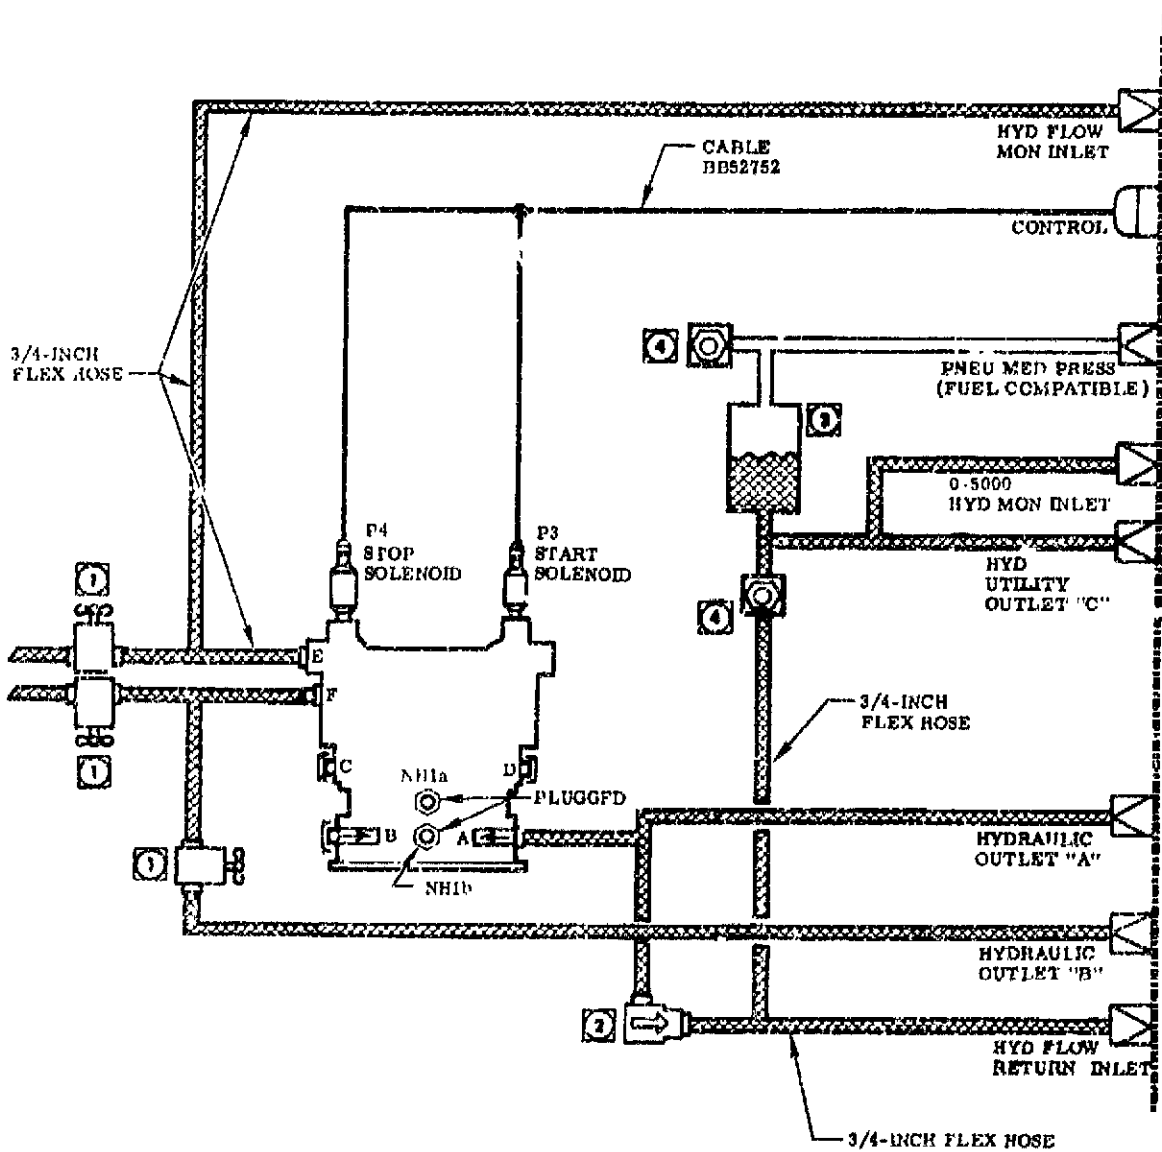 HYD FLOW
MON INLET
CABLE
BB52752
CONTROL
3/4-INCH
FLEX HOSE
4
PNEU MED PRESS
(FUEL COMPATIBLE)
3
0-5000
HYD MON INLET
P4
STOP
SOLENOID
P3
START
SOLENOID
HYD
UTILITY
OUTLET "C"
1
4
E
F
3/4-INCH
FLEX HOSE
1
C
D
NH1a
PLUGGED
B
A
HYDRAULIC
OUTLET "A"
1
NH1b
HYDRAULIC
OUTLET "B"
2
HYD FLOW
RETURN INLET
3/4-INCH FLEX HOSE